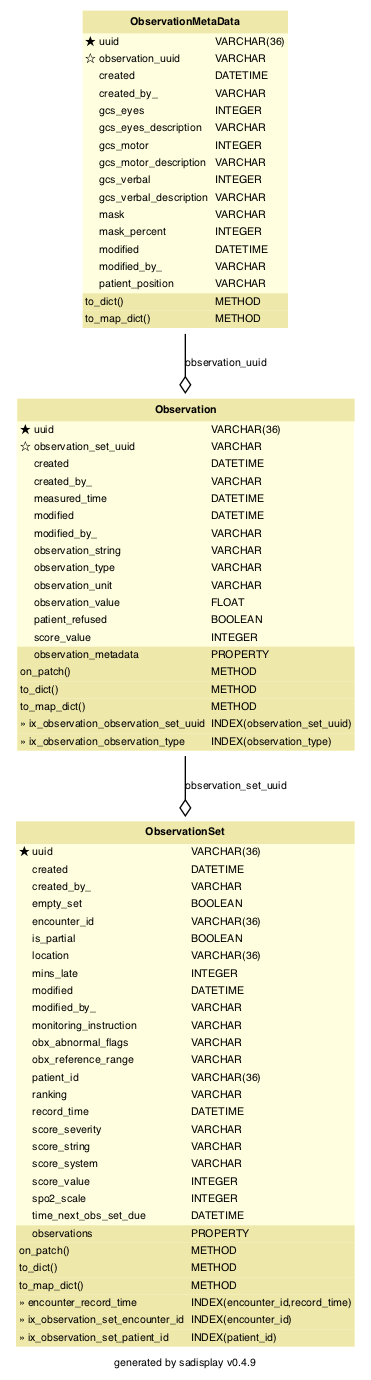 ObservationMetaData
★ uuid VARCHAR(36)
☆ observation_uuid VARCHAR
created DATETIME
created_by_ VARCHAR
gcs_eyes INTEGER
gcs_eyes_description VARCHAR
gcs_motor INTEGER
gcs_motor_description VARCHAR
gcs_verbal INTEGER
gcs_verbal_description VARCHAR
mask VARCHAR
mask_percent INTEGER
modified DATETIME
modified_by_ VARCHAR
patient_position VARCHAR
to_dict() METHOD
to_map_dict() METHOD
observation_uuid
Observation
★ uuid VARCHAR(36)
☆ observation_set_uuid VARCHAR
created DATETIME
created_by_ VARCHAR
measured_time DATETIME
modified DATETIME
modified_by_ VARCHAR
observation_string VARCHAR
observation_type VARCHAR
observation_unit VARCHAR
observation_value FLOAT
patient_refused BOOLEAN
score_value INTEGER
observation_metadata PROPERTY
on_patch() METHOD
to_dict() METHOD
to_map_dict() METHOD
» ix_observation_observation_set_uuid INDEX(observation_set_uuid)
» ix_observation_observation_type INDEX(observation_type)
observation_set_uuid
ObservationSet
★ uuid VARCHAR(36)
created DATETIME
created_by_ VARCHAR
empty_set BOOLEAN
encounter_id VARCHAR(36)
is_partial BOOLEAN
location VARCHAR(36)
mins_late INTEGER
modified DATETIME
modified_by_ VARCHAR
monitoring_instruction VARCHAR
obx_abnormal_flags VARCHAR
obx_reference_range VARCHAR
patient_id VARCHAR(36)
ranking VARCHAR
record_time DATETIME
score_severity VARCHAR
score_string VARCHAR
score_system VARCHAR
score_value INTEGER
spo2_scale INTEGER
time_next_obs_set_due DATETIME
observations PROPERTY
on_patch() METHOD
to_dict() METHOD
to_map_dict() METHOD
» encounter_record_time INDEX(encounter_id,record_time)
» ix_observation_set_encounter_id INDEX(encounter_id)
» ix_observation_set_patient_id INDEX(patient_id)
generated by sadisplay v0.4.9